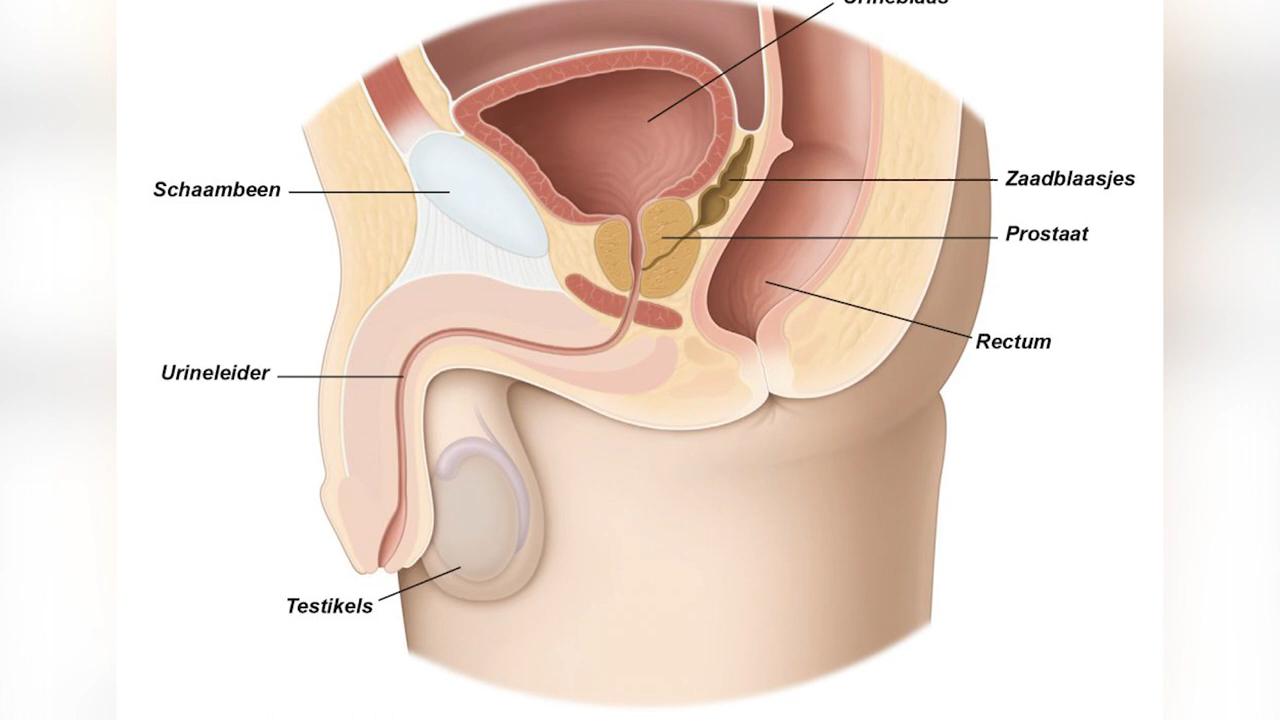 Urineblaas
Schaambeen
Zaadblaasjes
Prostaat
Rectum
Urineleider
Testikels